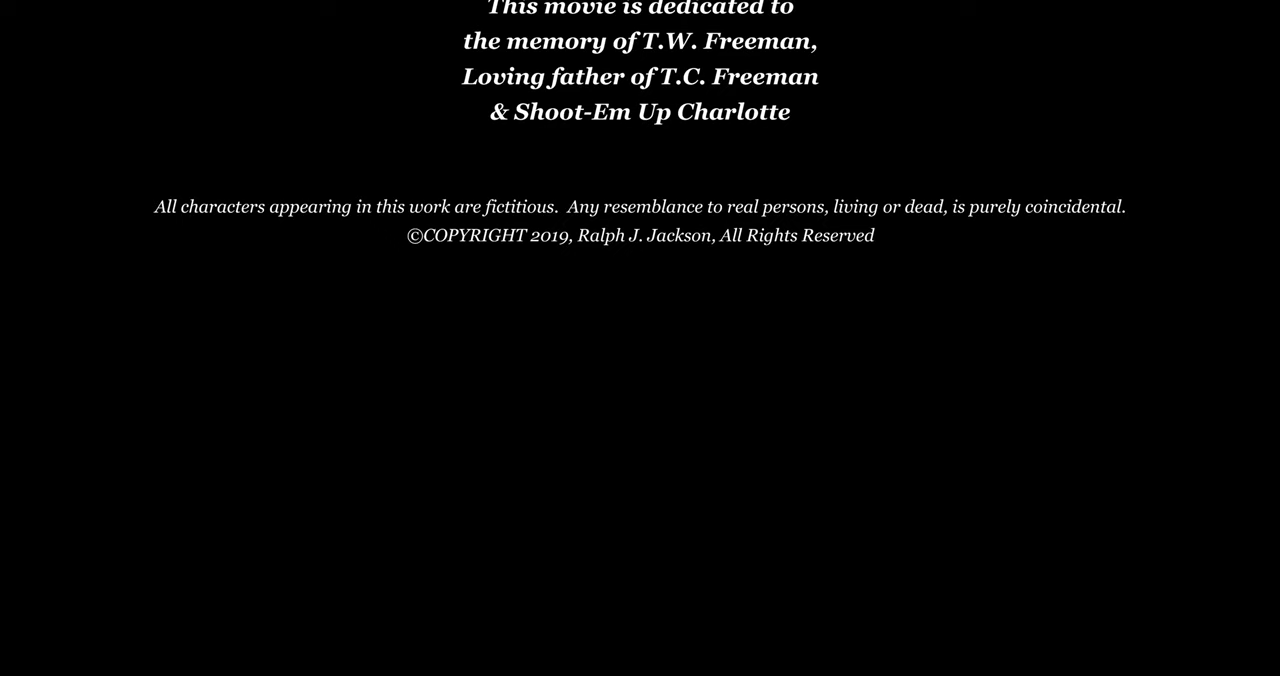 This movie is dedicated to
the memory of T.W. Freeman,
Loving father of T.C. Freeman
& Shoot-Em Up Charlotte
All characters appearing in this work are fictitious.  Any resemblance to real persons, living or dead, is purely coincidental.
©COPYRIGHT 2019, Ralph J. Jackson, All Rights Reserved